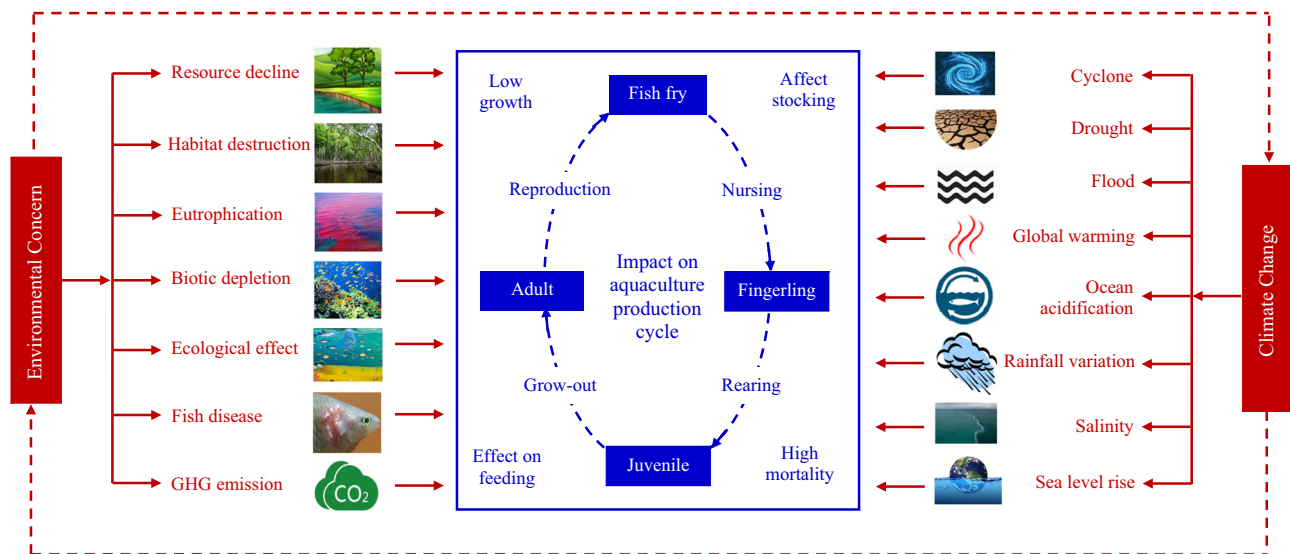 Environmental Concern
Resource decline
Habitat destruction
Eutrophication
Biotic depletion
Ecological effect
Fish disease
GHG emission
CO2
Low
growth
Affect
stocking
Fish fry
Reproduction
Nursing
Adult
Impact on
aquaculture
production
cycle
Fingerling
Grow-out
Rearing
Effect on
feeding
Juvenile
High
mortality
Cyclone
Drought
Flood
Global warming
Ocean
acidification
Rainfall variation
Salinity
Sea level rise
Climate Change